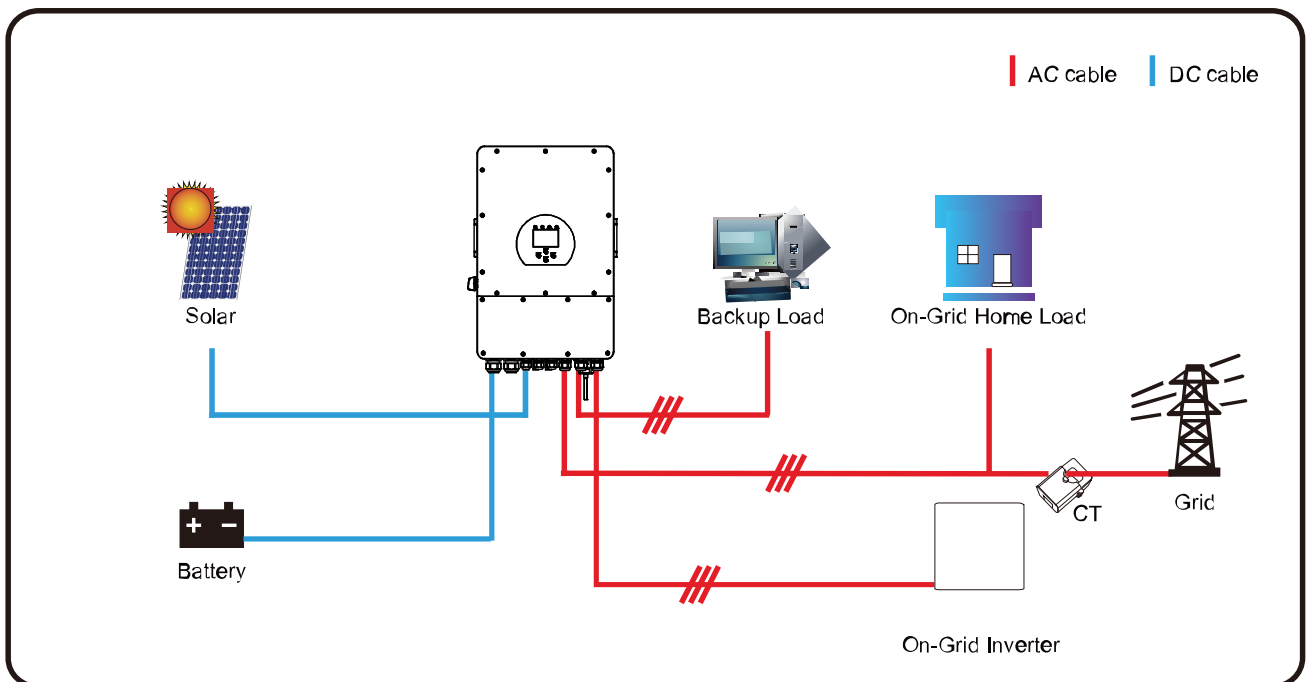 AC cable
DC cable
Solar
Backup Load
On-Grid Home Load
+ −
Battery
CT
Grid
On-Grid Inverter